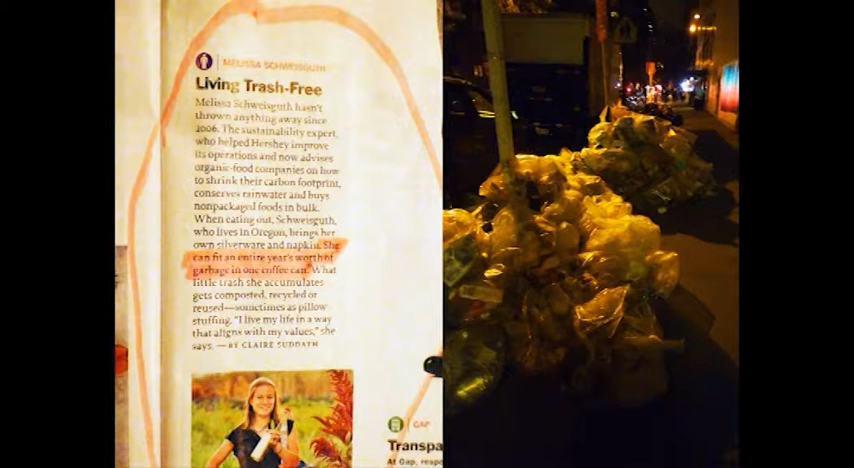 MELISSA SCHWEISGUTH
Living Trash-Free
Melissa Schweisguth hasn't
thrown anything away since
2006. The sustainability expert,
who helped Hershey improve
its operations and now advises
organic-food companies on how
to shrink their carbon footprint,
conserves rainwater and buys
nonpackaged foods in bulk.
When eating out, Schweisguth,
who lives in Oregon, brings her
own silverware and napkin. She
can fit an entire year's worth of
garbage in one coffee can. What
little trash she accumulates
gets composted, recycled or
reused—sometimes as pillow
stuffing. "I live my life in a way
that aligns with my values," she
says. — BY CLAIRE SUDDATH
GAP
Transpa
At Gap, respo